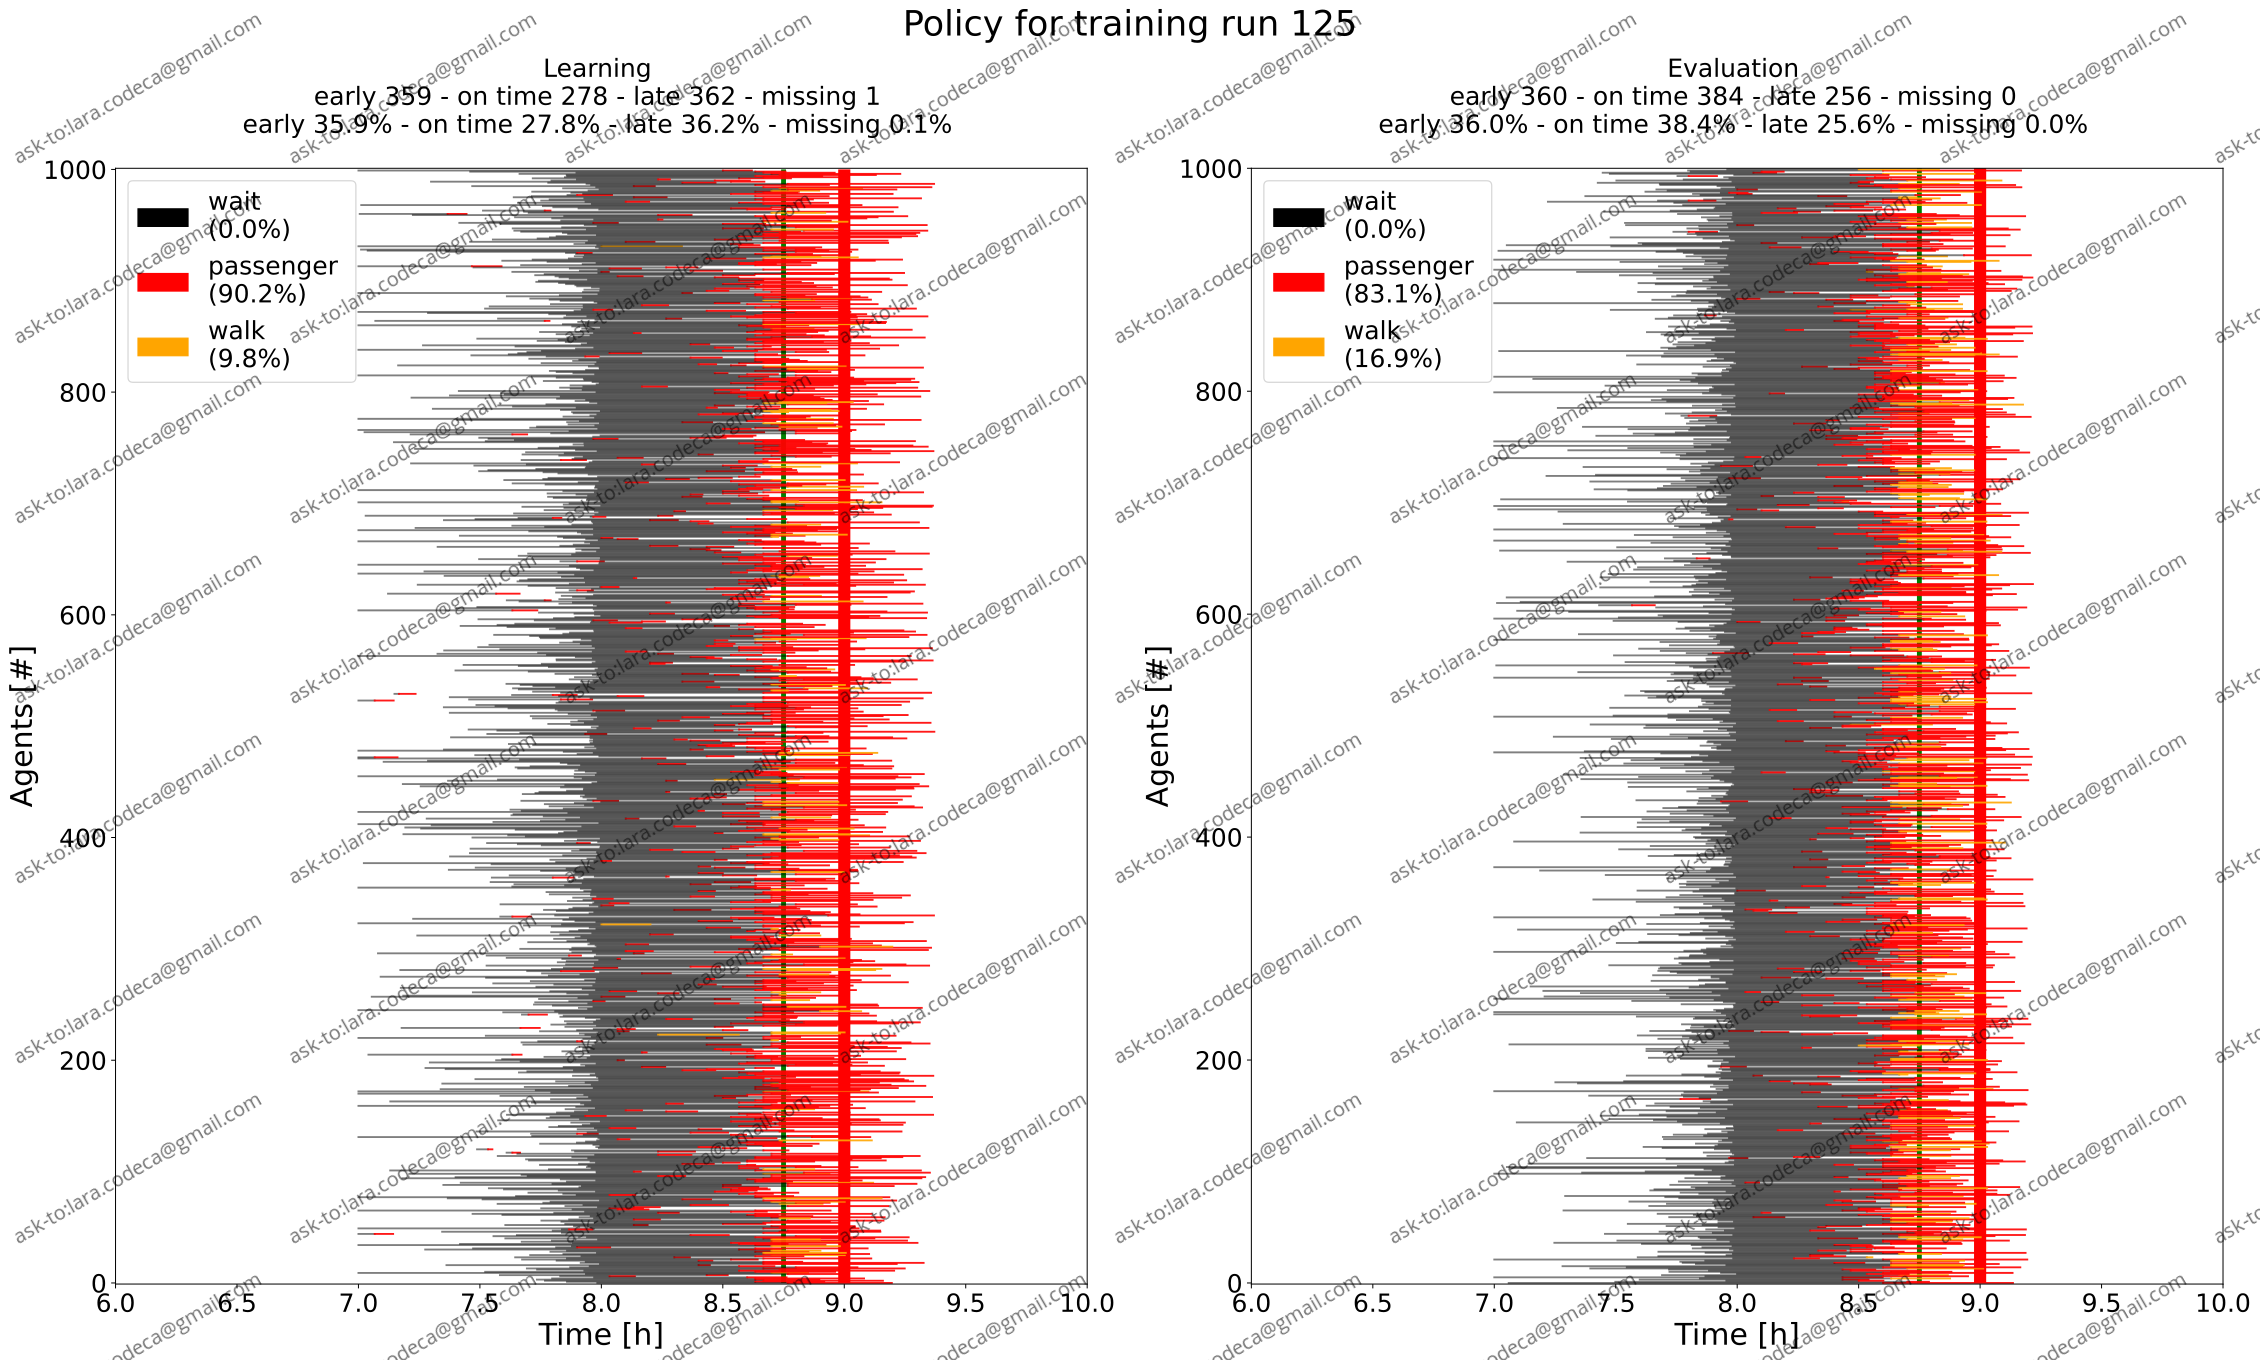 Policy for training run 125
Learning
early 359 - on time 278 - late 362 - missing 1
early 35.9% - on time 27.8% - late 36.2% - missing 0.1%
wait
(0.0%)
passenger
(90.2%)
walk
(9.8%)
Agents [#]
1000
800
600
400
200
0
6.0 6.5 7.0 7.5 8.0 8.5 9.0 9.5 10.0
Time [h]
Evaluation
early 360 - on time 384 - late 256 - missing 0
early 36.0% - on time 38.4% - late 25.6% - missing 0.0%
wait
(0.0%)
passenger
(83.1%)
walk
(16.9%)
Agents [#]
1000
800
600
400
200
0
6.0 6.5 7.0 7.5 8.0 8.5 9.0 9.5 10.0
Time [h]
ask-to:lara.codeca@gmail.com